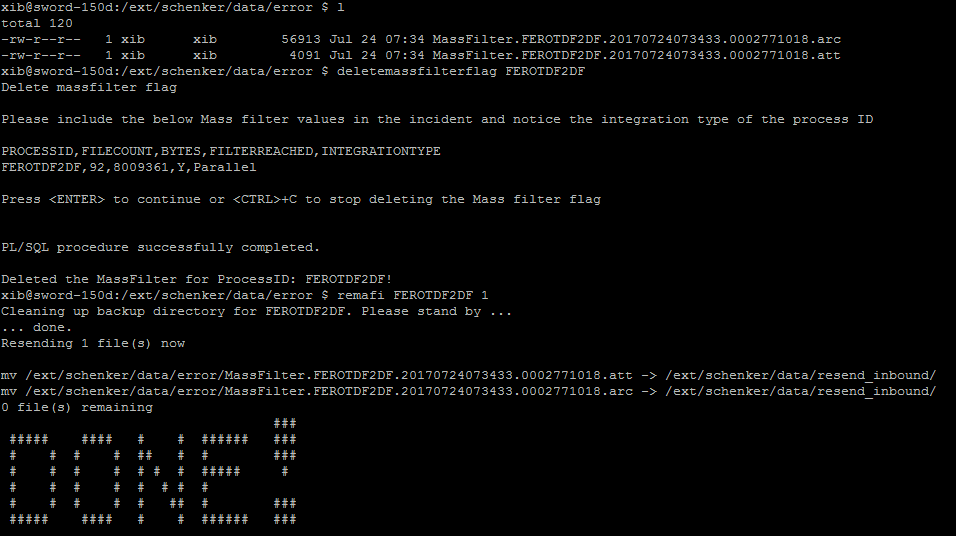 xib@sword-150d:/ext/schenker/data/error $ l
total 120
-rw-r--r--   1 xib      xib        56913 Jul 24 07:34 MassFilter.FEROTDF2DF.20170724073433.0002771018.arc
-rw-r--r--   1 xib      xib         4091 Jul 24 07:34 MassFilter.FEROTDF2DF.20170724073433.0002771018.att
xib@sword-150d:/ext/schenker/data/error $ deletemassfilterflag FEROTDF2DF
Delete massfilter flag
Please include the below Mass filter values in the incident and notice the integration type of the process ID
PROCESSID,FILECOUNT,BYTES,FILTERREACHED,INTEGRATIONTYPE
FEROTDF2DF,92,8009361,Y,Parallel
Press <ENTER> to continue or <CTRL>+C to stop deleting the Mass filter flag
PL/SQL procedure successfully completed.
Deleted the MassFilter for ProcessID: FEROTDF2DF!
xib@sword-150d:/ext/schenker/data/error $ remafi FEROTDF2DF 1
Cleaning up backup directory for FEROTDF2DF. Please stand by ...
... done.
Resending 1 file(s) now
mv /ext/schenker/data/error/MassFilter.FEROTDF2DF.20170724073433.0002771018.att -> /ext/schenker/data/resend_inbound/
mv /ext/schenker/data/error/MassFilter.FEROTDF2DF.20170724073433.0002771018.arc -> /ext/schenker/data/resend_inbound/
0 file(s) remaining
DONE!